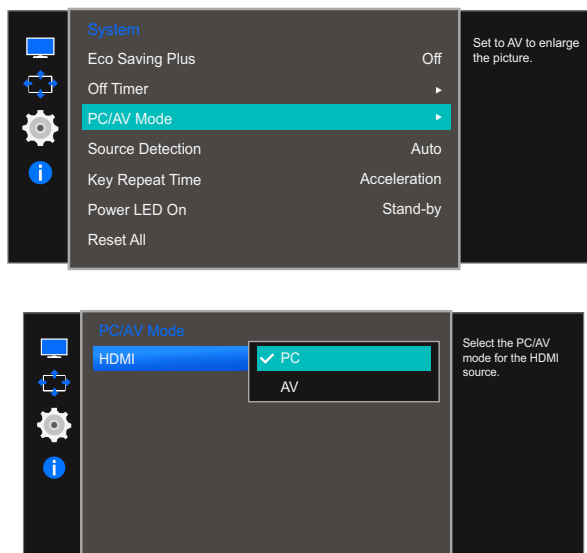 System
Eco Saving Plus Off
Off Timer
PC/AV Mode
Source Detection Auto
Key Repeat Time Acceleration
Power LED On Stand-by
Reset All
Set to AV to enlarge
the picture.
PC/AV Mode
HDMI PC
AV
Select the PC/AV
mode for the HDMI
source.